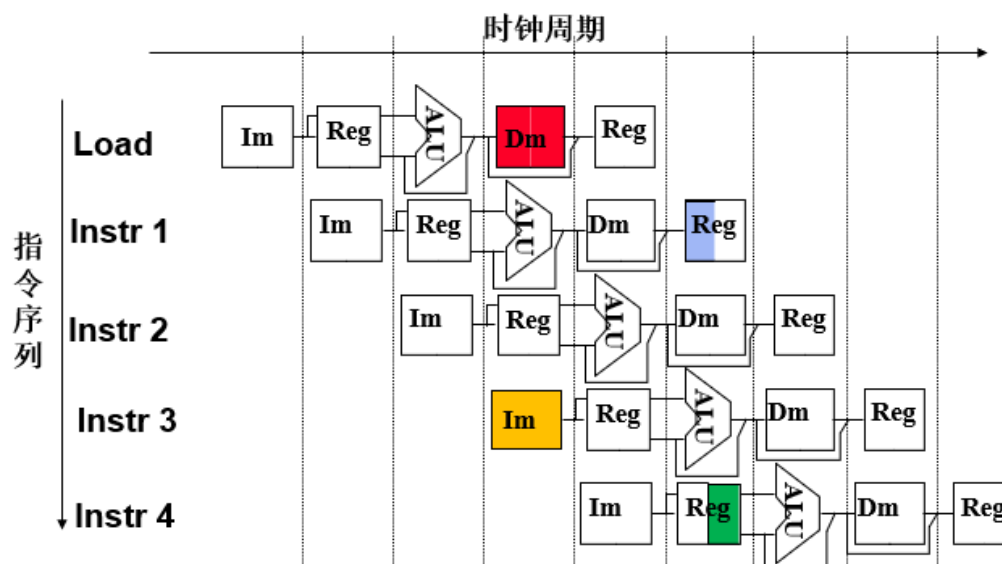 时钟周期
指令序列
Load
Im
Reg
ALU
Dm
Reg
Instr 1
Im
Reg
ALU
Dm
Reg
Instr 2
Im
Reg
ALU
Dm
Reg
Instr 3
Im
Reg
ALU
Dm
Reg
Instr 4
Im
Reg
ALU
Dm
Reg